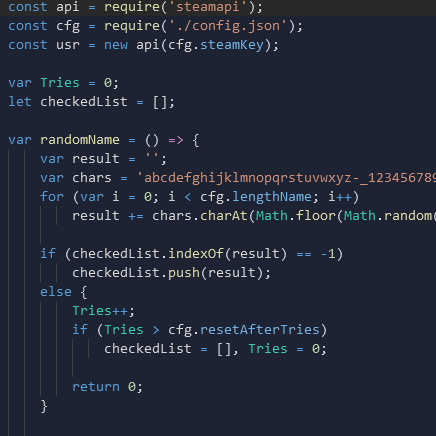 const api = require('steamapi');
const cfg = require('./config.json');
const usr = new api(cfg.steamKey);
var Tries = 0;
let checkedList = [];
var randomName = () => {
var result = '';
var chars = 'abcdefghijklmnopqrstuvwxyz-_123456789
for (var i = 0; i < cfg.lengthName; i++)
result += chars.charAt(Math.floor(Math.random(
if (checkedList.indexOf(result) == -1)
checkedList.push(result);
else {
Tries++;
if (Tries > cfg.resetAfterTries)
checkedList = [], Tries = 0;
return 0;
}